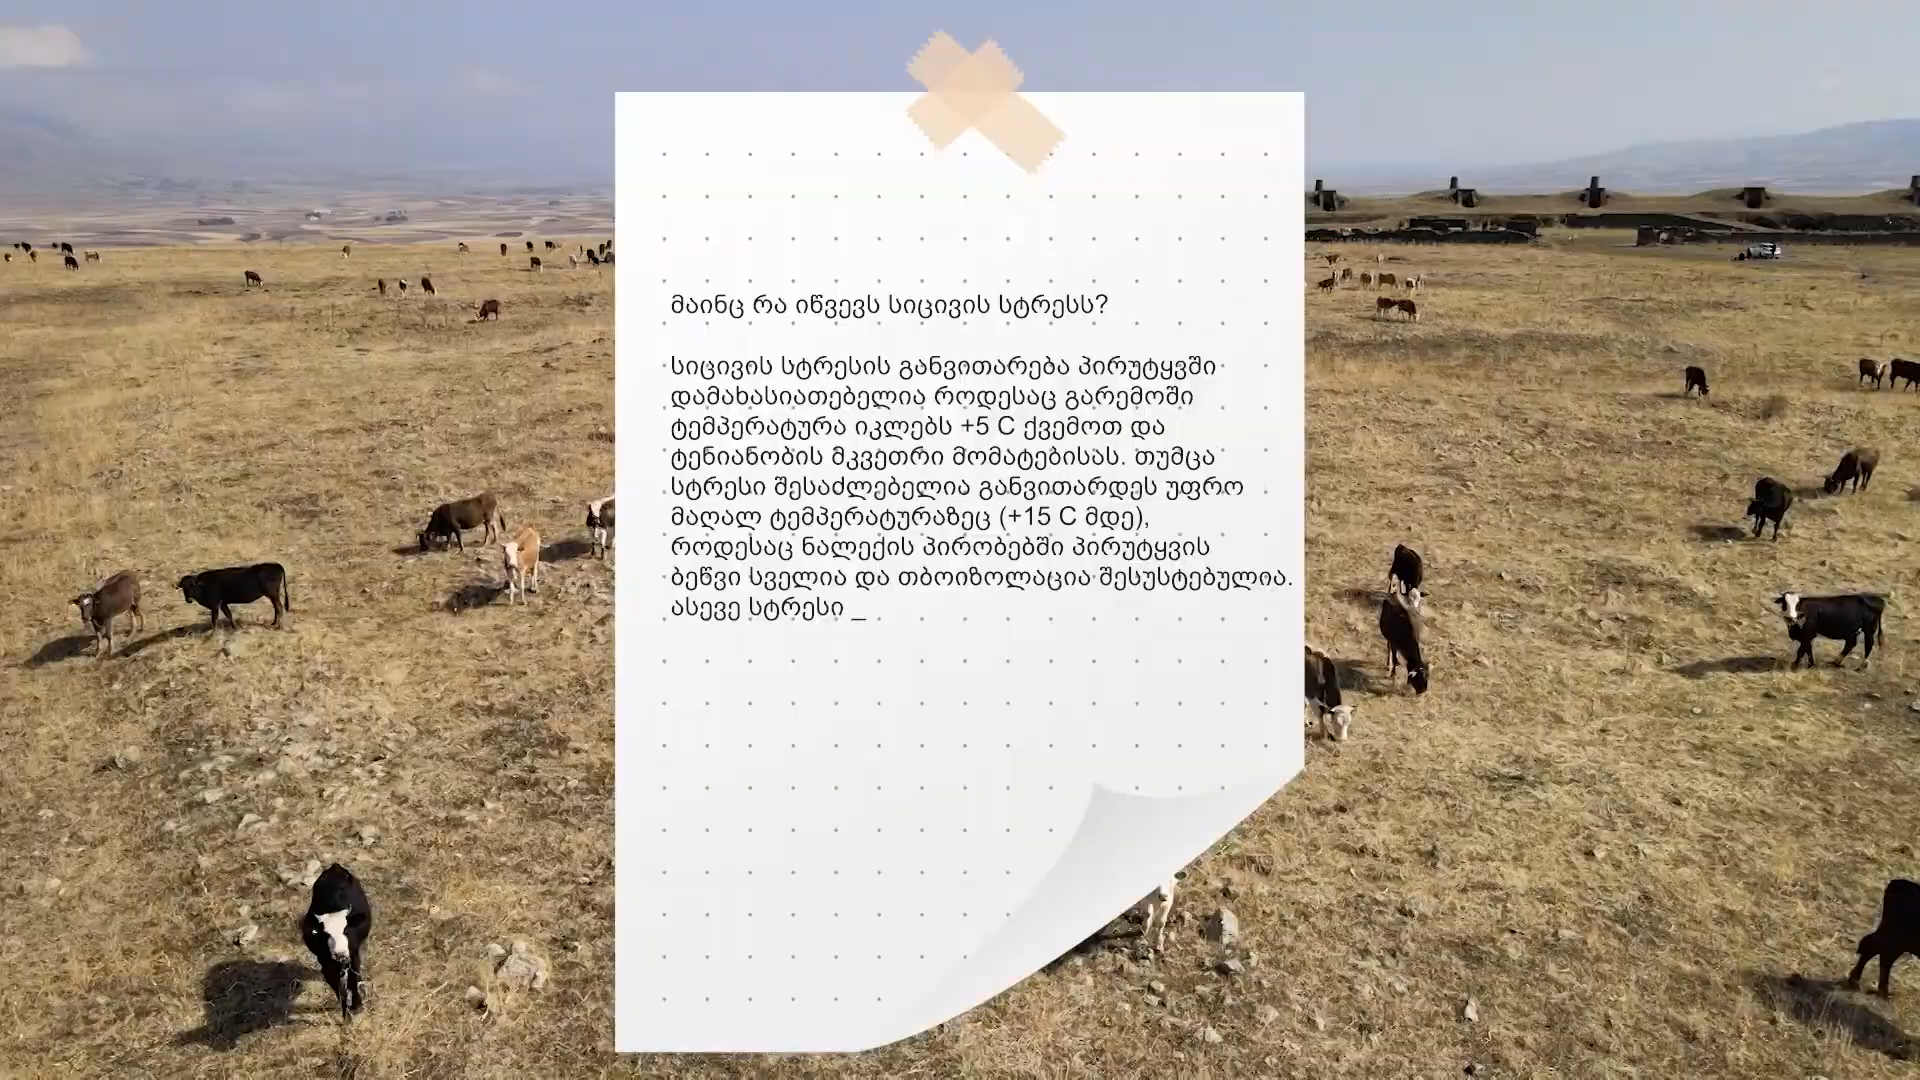 მაინც რა იწვევს სიცივის სტრესს?
სიცივის სტრესის განვითარება პირუტყვში
დამახასიათებელია როდესაც გარემოში
ტემპერატურა იკლებს +5 C ქვემოთ და
ტენიანობის მკვეთრი მომატებისას. თუმცა
სტრესი შესაძლებელია განვითარდეს უფრო
მაღალ ტემპერატურაზეც (+15 C მდე),
როდესაც ნალექის პირობებში პირუტყვის
ბეწვი სველია და თბოიზოლაცია შესუსტებულია.
ასევე სტრესი _